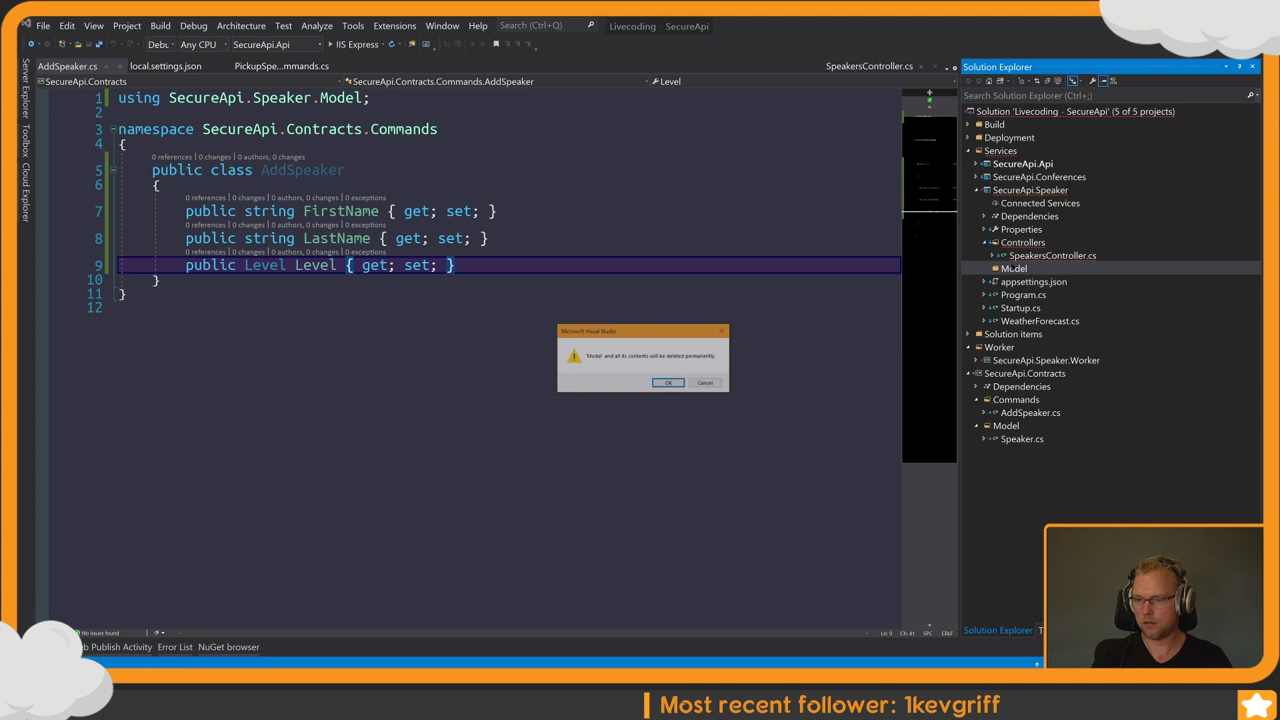 File Edit View Project Build Debug Architecture Test Analyze Tools Extensions Window Help Search (Ctrl+Q) Livecoding - SecureApi
Debu Any CPU SecureApi.Api IIS Express
AddSpeaker.cs local.settings.json PickupSpe...mmands.cs SpeakersController.cs
SecureApi.Contracts SecureApi.Contracts.Commands.AddSpeaker Level
Server Explorer Toolbox Cloud Explorer
1 using SecureApi.Speaker.Model;
2
3 namespace SecureApi.Contracts.Commands
4 {
0 references | 0 changes | 0 authors, 0 changes
5 public class AddSpeaker
6 {
0 references | 0 changes | 0 authors, 0 changes | 0 exceptions
7 public string FirstName { get; set; }
0 references | 0 changes | 0 authors, 0 changes | 0 exceptions
8 public string LastName { get; set; }
0 references | 0 changes | 0 authors, 0 changes | 0 exceptions
9 public Level Level { get; set; }
10 }
11 }
12
Microsoft Visual Studio
'Model' and all its contents will be deleted permanently.
OK Cancel
Solution Explorer
Search Solution Explorer (Ctrl+;)
Solution 'Livecoding - SecureApi' (5 of 5 projects)
Build
Deployment
Services
SecureApi.Api
SecureApi.Conferences
SecureApi.Speaker
Connected Services
Dependencies
Properties
Controllers
SpeakersController.cs
Model
appsettings.json
Program.cs
Startup.cs
WeatherForecast.cs
Solution items
Worker
SecureApi.Speaker.Worker
SecureApi.Contracts
Dependencies
Commands
AddSpeaker.cs
Model
Speaker.cs
No issues found Ln: 9 Ch: 41 SPC CRLF
Solution Explorer T
b Publish Activity Error List NuGet browser
Most recent follower: 1kevgriff